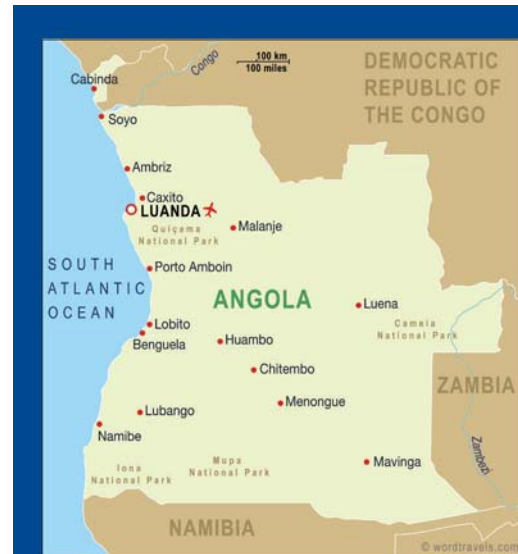 100 km
100 miles
DEMOCRATIC
REPUBLIC OF
THE CONGO
Congo
Cabinda
Soyo
Ambriz
Caxito
LUANDA
Quiçama
National Park
Malanje
SOUTH
ATLANTIC
OCEAN
Porto Amboin
ANGOLA
Luena
Cameia
National Park
Lobito
Benguela
Huambo
Chitembo
ZAMBIA
Menongue
Lubango
Namibe
Zambezi
Mupa
National Park
Iona
National Park
Mavinga
NAMIBIA
© wordtravels.com